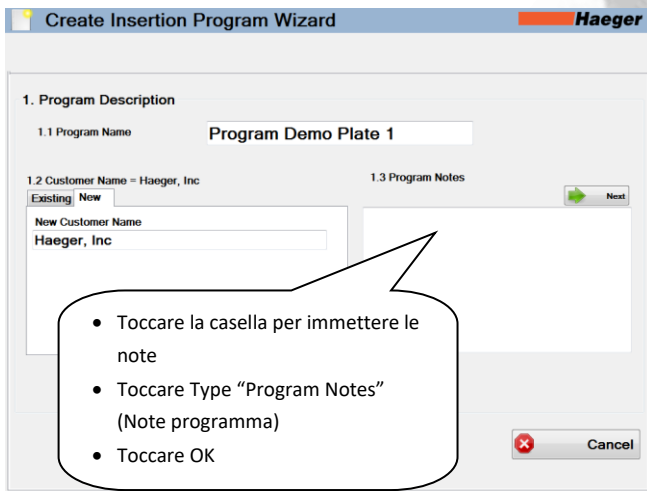 Create Insertion Program Wizard
Haeger
1. Program Description
1.1 Program Name
Program Demo Plate 1
1.2 Customer Name = Haeger, Inc
1.3 Program Notes
Existing New
Next
New Customer Name
Haeger, Inc
• Toccare la casella per immettere le
note
• Toccare Type “Program Notes”
(Note programma)
• Toccare OK
Cancel